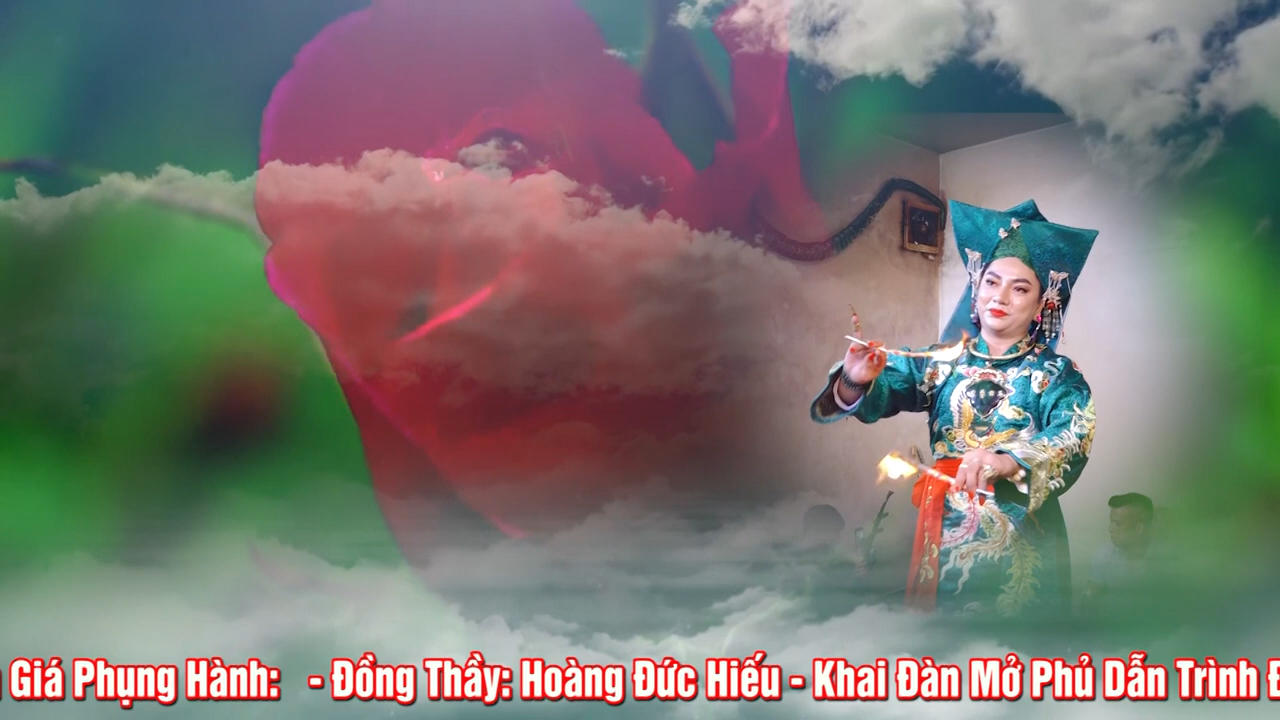 Giá Phụng Hành: - Đồng Thầy: Hoàng Đức Hiếu - Khai Đàn Mở Phủ Dẫn Trình